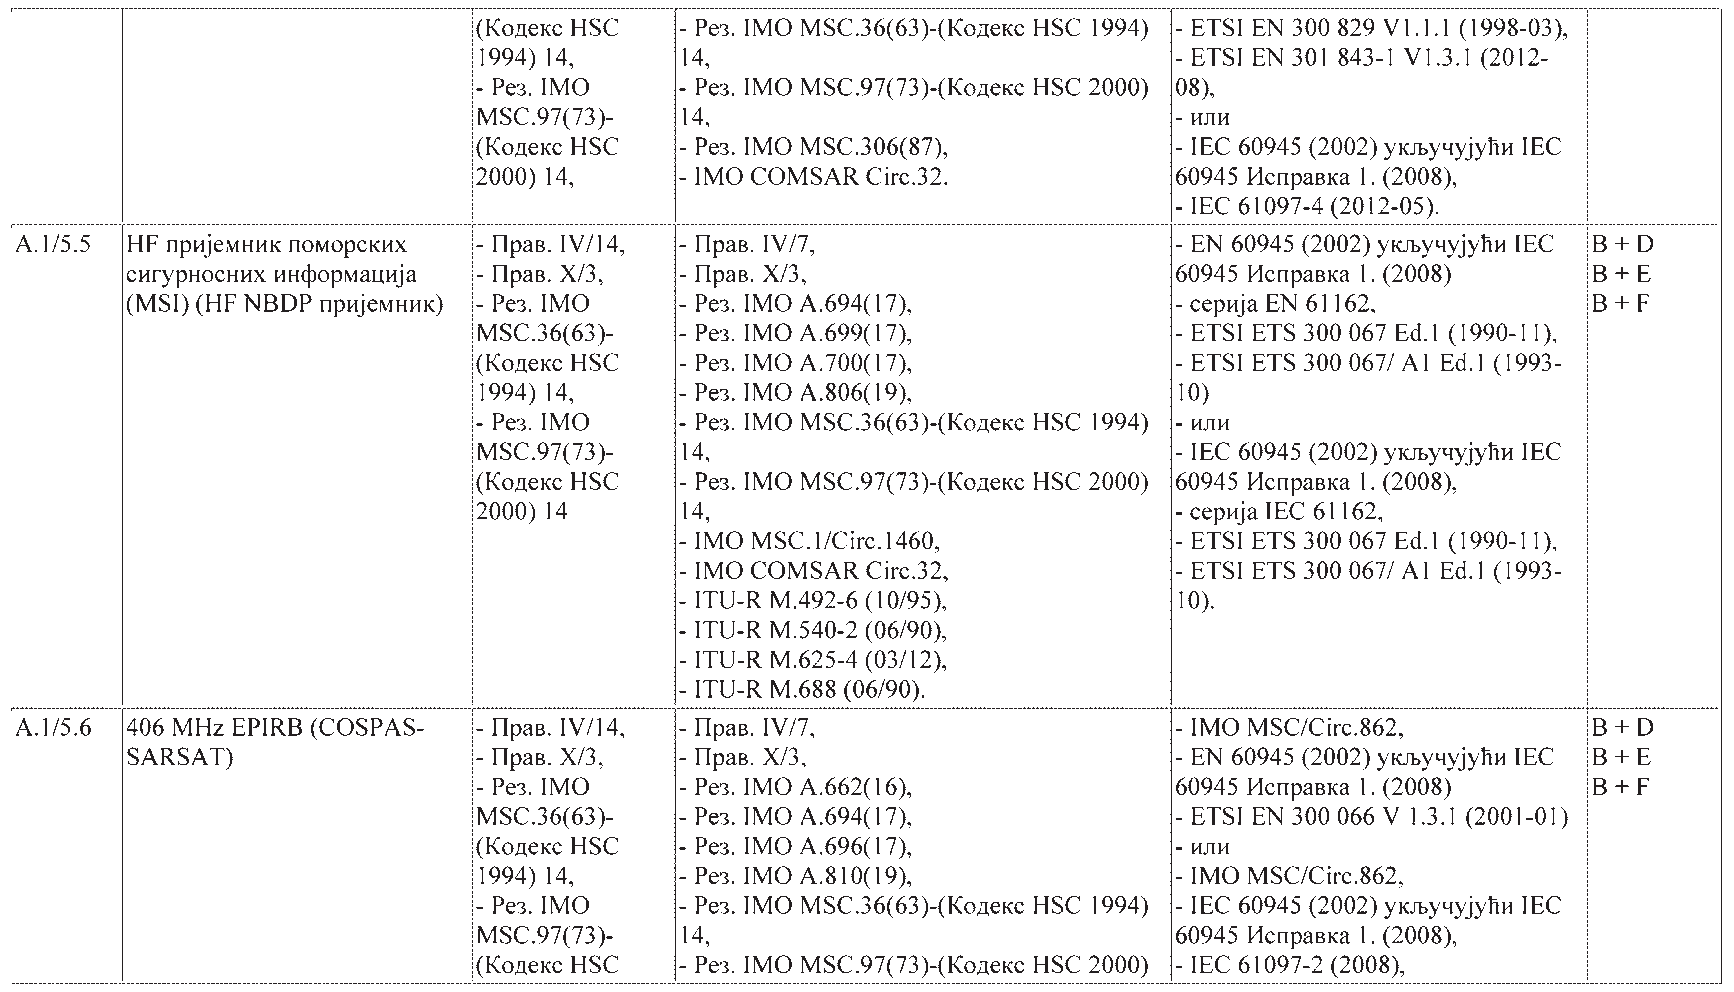 (Кодекс HSC
1994) 14,
- Рез. IMO
MSC.97(73)-
(Кодекс HSC
2000) 14,
- Рез. IMO MSC.36(63)-(Кодекс HSC 1994)
14,
- Рез. IMO MSC.97(73)-(Кодекс HSC 2000)
14,
- Рез. IMO MSC.306(87),
- IMO COMSAR Circ.32.
- ETSI EN 300 829 V1.1.1 (1998-03),
- ETSI EN 301 843-1 V1.3.1 (2012-
08),
- или
- IEC 60945 (2002) укључујући IEC
60945 Исправка 1. (2008),
- IEC 61097-4 (2012-05).
A.1/5.5
HF пријемник поморских
сигурносних информација
(MSI) (HF NBDP пријемник)
- Прав. IV/14,
- Прав. X/3,
- Рез. IMO
MSC.36(63)-
(Кодекс HSC
1994) 14,
- Рез. IMO
MSC.97(73)-
(Кодекс HSC
2000) 14
- Прав. IV/7,
- Прав. X/3,
- Рез. IMO A.694(17),
- Рез. IMO A.699(17),
- Рез. IMO A.700(17),
- Рез. IMO A.806(19),
- Рез. IMO MSC.36(63)-(Кодекс HSC 1994)
14,
- Рез. IMO MSC.97(73)-(Кодекс HSC 2000)
14,
- IMO MSC.1/Circ.1460,
- IMO COMSAR Circ.32,
- ITU-R M.492-6 (10/95),
- ITU-R M.540-2 (06/90),
- ITU-R M.625-4 (03/12),
- ITU-R M.688 (06/90).
- EN 60945 (2002) укључујући IEC
60945 Исправка 1. (2008)
- серија EN 61162, -
- ETSI ETS 300 067 Ed.1 (1990-11),
- ETSI ETS 300 067/ A1 Ed.1 (1993-
10)
- или
- IEC 60945 (2002) укључујући IEC
60945 Исправка 1. (2008),
- серија IEC 61162,
- ETSI ETS 300 067 Ed.1 (1990-11),
- ETSI ETS 300 067/ A1 Ed.1 (1993-
10).
B + D
B + E
B + F
A.1/5.6
406 MHz EPIRB (COSPAS-
SARSAT)
- Прав. IV/14,
- Прав. X/3,
- Рез. IMO
MSC.36(63)-
(Кодекс HSC
1994) 14,
- Рез. IMO
MSC.97(73)-
(Кодекс HSC
- Прав. IV/7,
- Прав. X/3,
- Рез. IMO A.662(16),
- Рез. IMO A.694(17),
- Рез. IMO A.696(17),
- Рез. IMO A.810(19),
- Рез. IMO MSC.36(63)-(Кодекс HSC 1994)
14,
- Рез. IMO MSC.97(73)-(Кодекс HSC 2000)
- IMO MSC/Circ.862,
- EN 60945 (2002) укључујући IEC
60945 Исправка 1. (2008)
- ETSI EN 300 066 V 1.3.1 (2001-01)
- или
- IMO MSC/Circ.862,
- IEC 60945 (2002) укључујући IEC
60945 Исправка 1. (2008),
- IEC 61097-2 (2008),
B + D
B + E
B + F